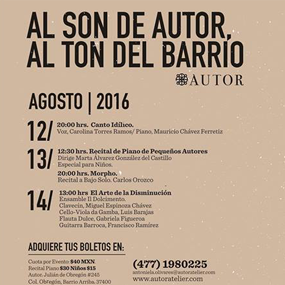 AL SON DE AUTOR,
AL TON DEL BARRIO
AUTOR
AGOSTO | 2016
12/ 20:00 hrs. Canto Idílico.
Voz, Carolina Torres Ramos/ Piano, Mauricio Chávez Ferretiz
13/ 12:30 hrs. Recital de Piano de Pequeños Autores
Dirige Marta Álvarez González del Castillo
Especial para Niños.
20:00 hrs. Morpho.
Recital a Bajo Solo. Carlos Orozco
14/ 13:00 hrs El Arte de la Disminución
Ensamble Il Dolcimento.
Clavecín, Miguel Espinoza Chávez
Cello-Viola da Gamba, Luis Barajas
Flauta Dulce, Gabriela Figueroa
Guitarra Barroca, Francisco Ramírez
ADQUIERE TUS BOLETOS EN:
Cuota por Evento $40 MXN
Recital Piano $30 Niños $15
Autor. Julián de Obregón #245
Col. Obregón, Barrio Arriba. 37400
(477) 1980225
www.autoratelier.com